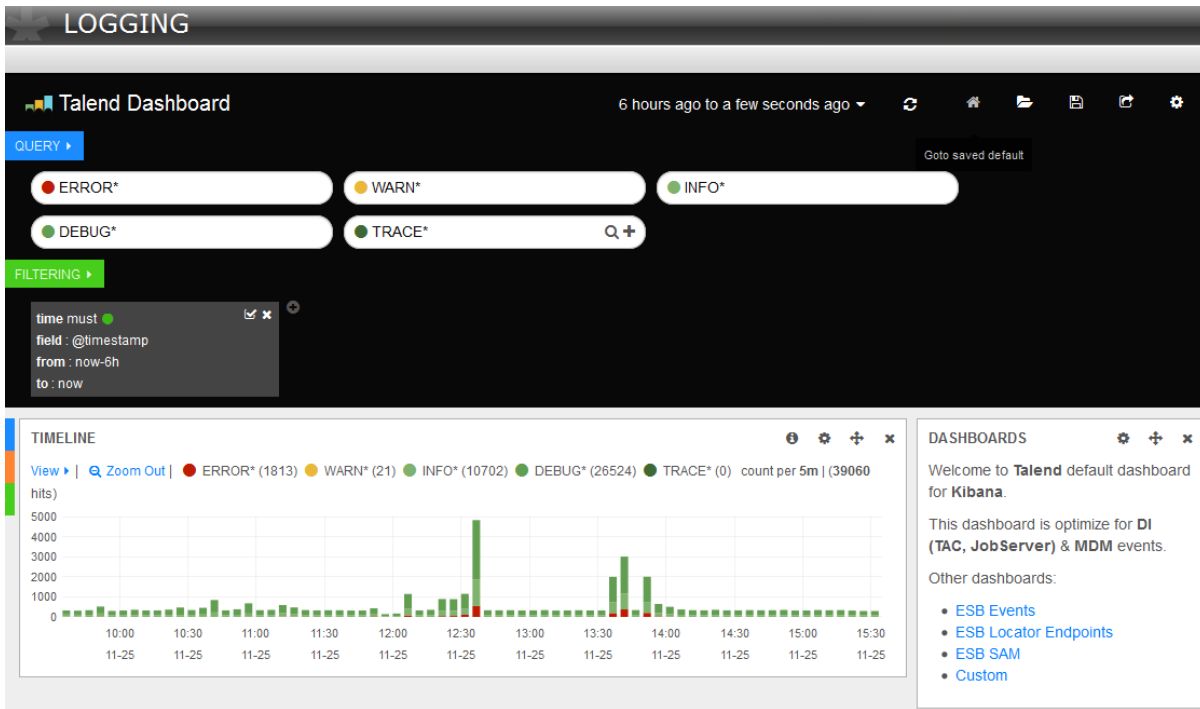 LOGGING
Talend Dashboard
6 hours ago to a few seconds ago
QUERY
Goto saved default
ERROR*
WARN*
INFO*
DEBUG*
TRACE*
FILTERING
time must
field : @timestamp
from : now-6h
to : now
TIMELINE
View | Zoom Out | ERROR* (1813) WARN* (21) INFO* (10702) DEBUG* (26524) TRACE* (0) count per 5m | (39060
hits)
5000
4000
3000
2000
1000
0
10:00 10:30 11:00 11:30 12:00 12:30 13:00 13:30 14:00 14:30 15:00 15:30
11-25 11-25 11-25 11-25 11-25 11-25 11-25 11-25 11-25 11-25 11-25 11-25
DASHBOARDS
Welcome to Talend default dashboard
for Kibana.
This dashboard is optimize for DI
(TAC, JobServer) & MDM events.
Other dashboards:
ESB Events
ESB Locator Endpoints
ESB SAM
Custom